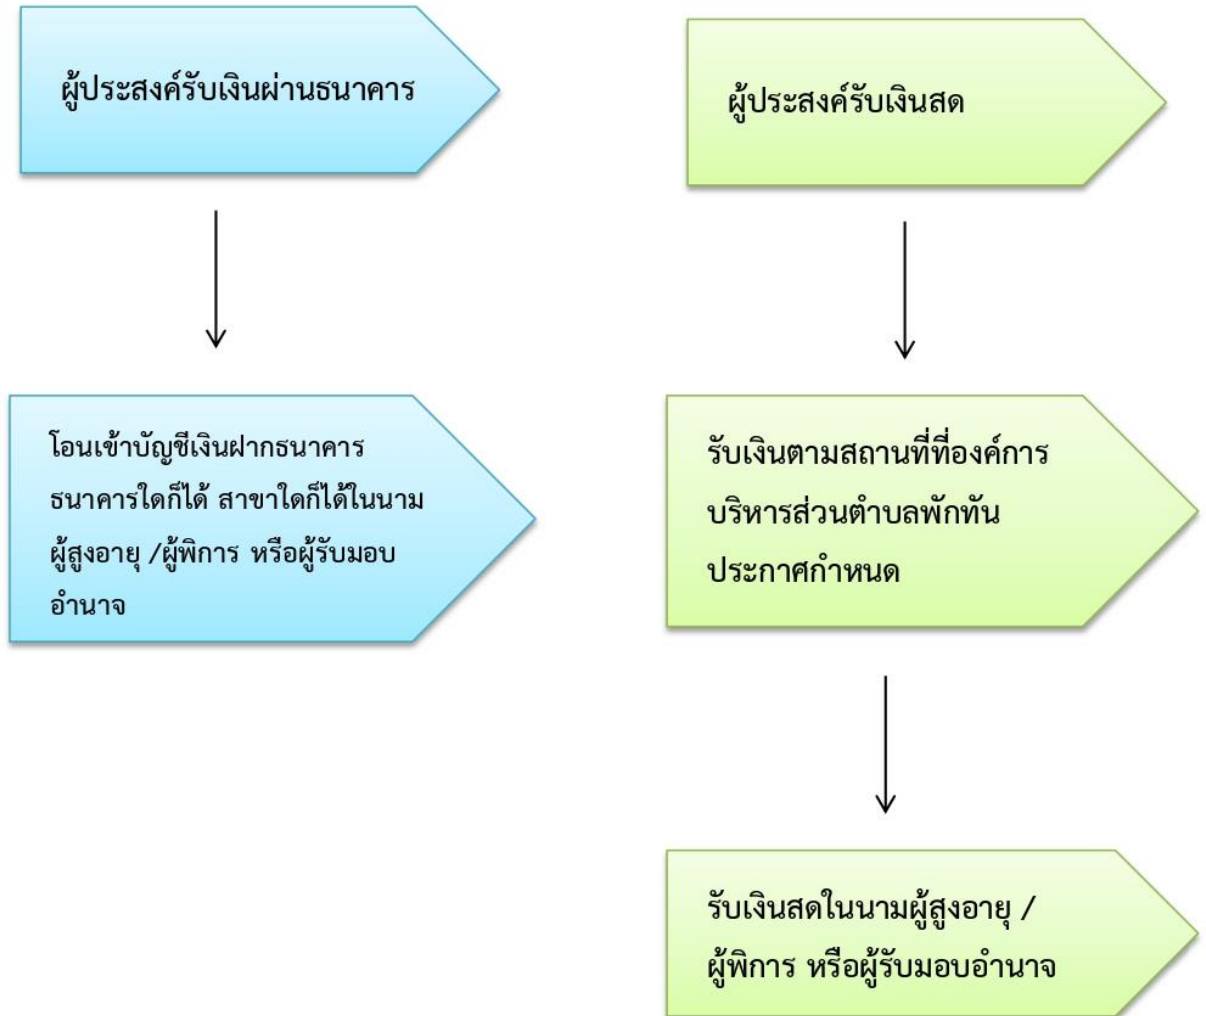 ผู้ประสงค์รับเงินผ่านธนาคาร
ผู้ประสงค์รับเงินสด
โอนเข้าบัญชีเงินฝากธนาคาร
ธนาคารใดก็ได้ สาขาใดก็ได้ในนาม
ผู้สูงอายุ /ผู้พิการ หรือผู้รับมอบ
อำนาจ
รับเงินตามสถานที่ที่องค์การ
บริหารส่วนตำบลพักทัน
ประกาศกำหนด
รับเงินสดในนามผู้สูงอายุ /
ผู้พิการ หรือผู้รับมอบอำนาจ